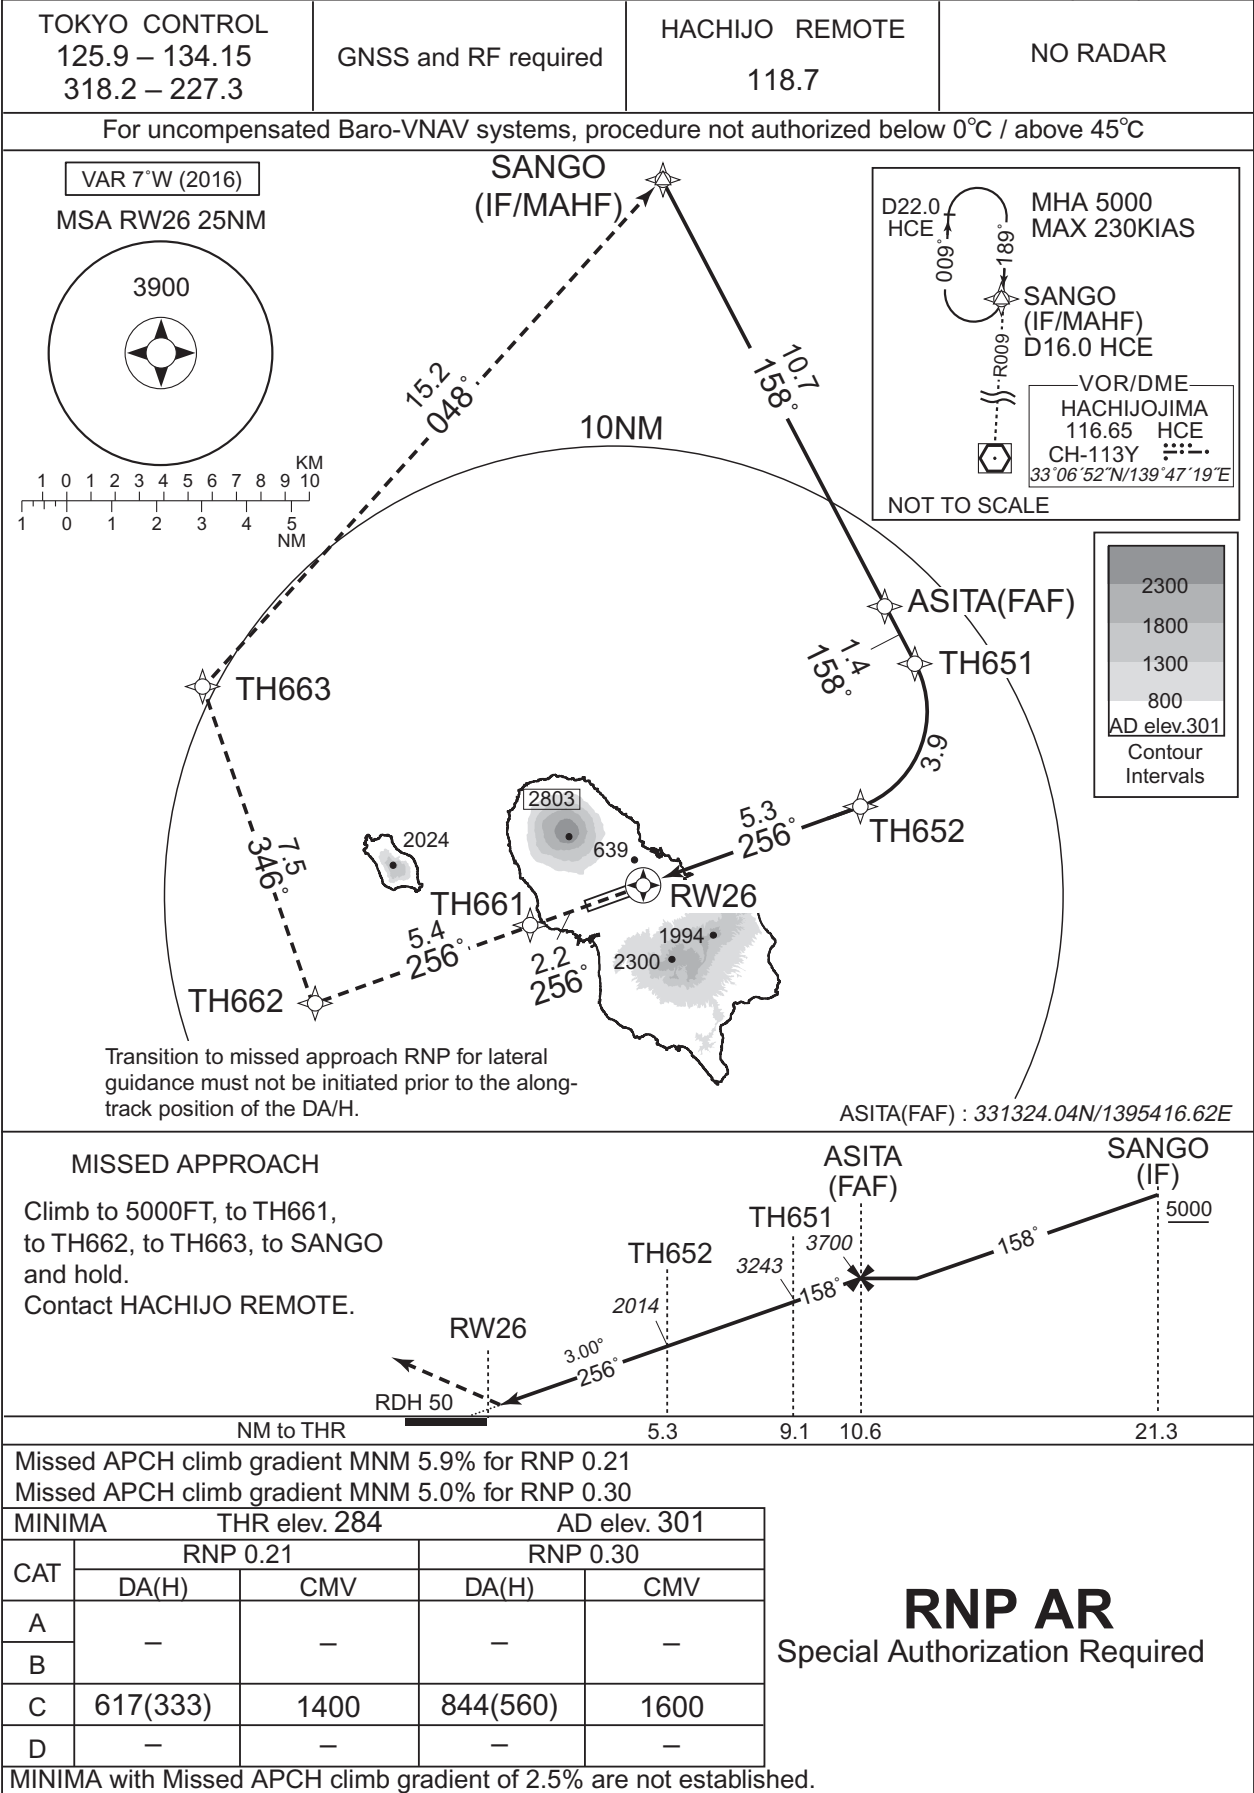 TOKYO CONTROL
125.9 – 134.15
318.2 – 227.3
GNSS and RF required
HACHIJO REMOTE
118.7
NO RADAR
For uncompensated Baro-VNAV systems, procedure not authorized below 0°C / above 45°C
VAR 7°W (2016)
MSA RW26 25NM
3900
KM
1 0 1 2 3 4 5 6 7 8 9 10
1 0 1 2 3 4 5
NM
SANGO
(IF/MAHF)
15.2
048°
10.7
158°
10NM
D22.0
HCE
009°
189°
MHA 5000
MAX 230KIAS
SANGO
(IF/MAHF)
D16.0 HCE
R009
VOR/DME
HACHIJOJIMA
116.65 HCE
CH-113Y
33°06´52˝N/139°47´19˝E
NOT TO SCALE
2300
1800
1300
800
AD elev.301
Contour
Intervals
ASITA(FAF)
1.4
158°
TH651
3.9
TH663
7.5
346°
2803
2024
639
5.3
256°
TH652
RW26
TH661
5.4
256°
2.2
256°
1994
2300
TH662
Transition to missed approach RNP for lateral
guidance must not be initiated prior to the along-
track position of the DA/H.
ASITA(FAF) : 331324.04N/1395416.62E
MISSED APPROACH
Climb to 5000FT, to TH661,
to TH662, to TH663, to SANGO
and hold.
Contact HACHIJO REMOTE.
ASITA
(FAF)
SANGO
(IF)
5000
TH651
3700
158°
TH652
3243
158°
2014
RW26
3.00°
256°
RDH 50
NM to THR
5.3
9.1
10.6
21.3
Missed APCH climb gradient MNM 5.9% for RNP 0.21
Missed APCH climb gradient MNM 5.0% for RNP 0.30
MINIMA THR elev. 284 AD elev. 301
CAT
RNP 0.21 RNP 0.30
DA(H) CMV DA(H) CMV
A
– – – –
B
C 617(333) 1400 844(560) 1600
D – – – –
RNP AR
Special Authorization Required
MINIMA with Missed APCH climb gradient of 2.5% are not established.